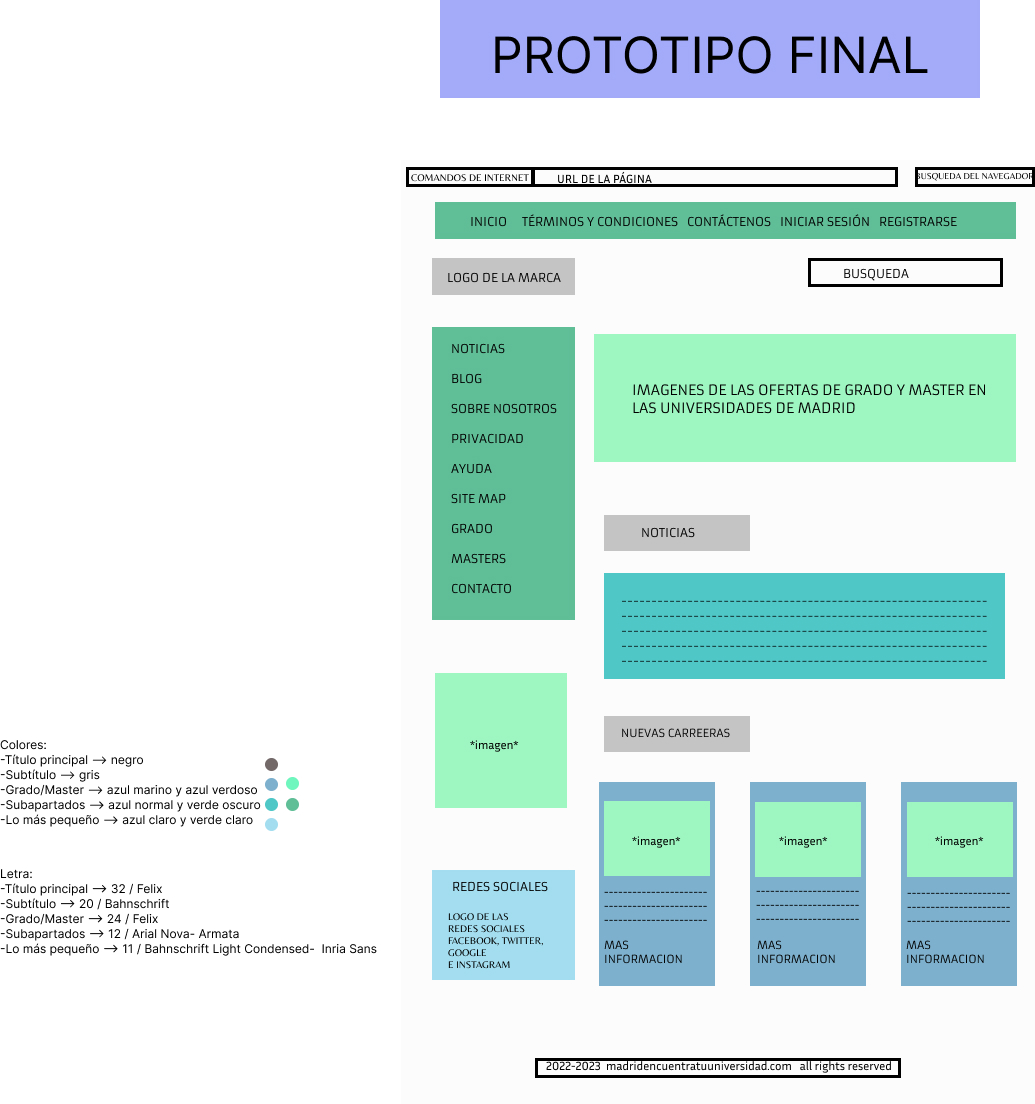 PROTOTIPO FINAL
COMANDOS DE INTERNET
URL DE LA PÁGINA
BUSQUEDA DEL NAVEGADOR
INICIO TÉRMINOS Y CONDICIONES CONTÁCTENOS INICIAR SESIÓN REGISTRARSE
LOGO DE LA MARCA
BUSQUEDA
NOTICIAS
BLOG
SOBRE NOSOTROS
PRIVACIDAD
AYUDA
SITE MAP
GRADO
MASTERS
CONTACTO
IMAGENES DE LAS OFERTAS DE GRADO Y MASTER EN
LAS UNIVERSIDADES DE MADRID
NOTICIAS
*imagen*
NUEVAS CARREERAS
*imagen*
*imagen*
*imagen*
MAS
INFORMACION
MAS
INFORMACION
MAS
INFORMACION
REDES SOCIALES
LOGO DE LAS
REDES SOCIALES
FACEBOOK, TWITTER,
GOOGLE
E INSTAGRAM
Colores:
-Título principal --> negro
-Subtítulo --> gris
-Grado/Master --> azul marino y azul verdoso
-Subapartados --> azul normal y verde oscuro
-Lo más pequeño --> azul claro y verde claro
Letra:
-Título principal --> 32 / Felix
-Subtítulo --> 20 / Bahnschrift
-Grado/Master --> 24 / Felix
-Subapartados --> 12 / Arial Nova- Armata
-Lo más pequeño --> 11 / Bahnschrift Light Condensed- Inria Sans
2022-2023 madridencuentratuuniversidad.com all rights reserved